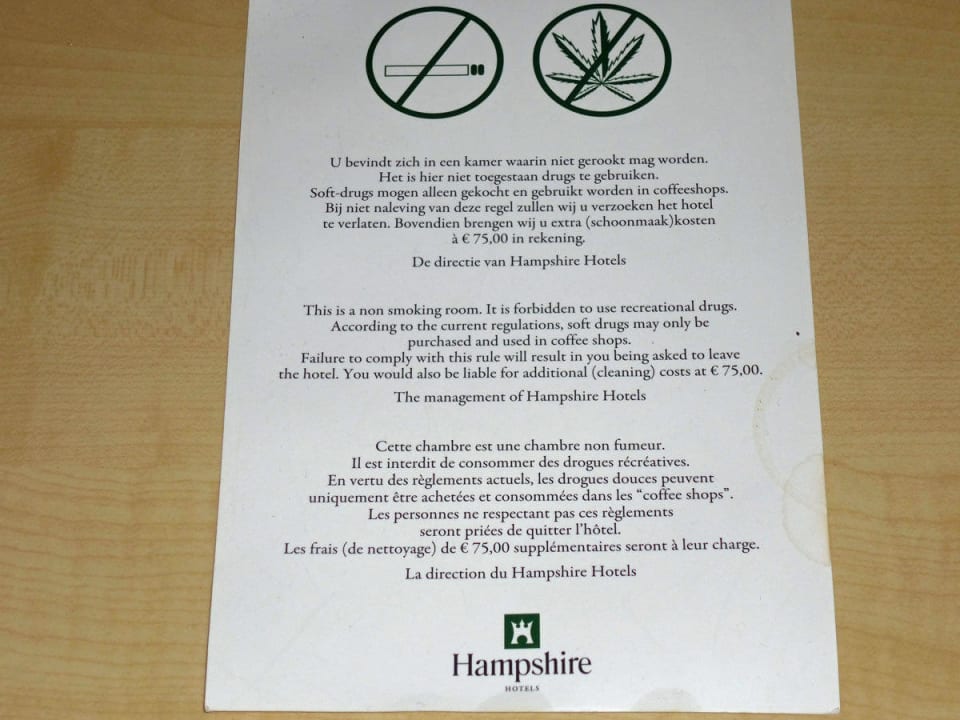 U bevindt zich in een kamer waarin niet gerookt mag worden.
Het is hier niet toegestaan drugs te gebruiken.
Soft-drugs mogen alleen gekocht en gebruikt worden in coffeeshops.
Bij niet naleving van deze regel zullen wij u verzoeken het hotel
te verlaten. Bovendien brengen wij u extra (schoonmaak)kosten
à € 75,00 in rekening.
De directie van Hampshire Hotels
This is a non smoking room. It is forbidden to use recreational drugs.
According to the current regulations, soft drugs may only be
purchased and used in coffee shops.
Failure to comply with this rule will result in you being asked to leave
the hotel. You would also be liable for additional (cleaning) costs at € 75,00.
The management of Hampshire Hotels
Cette chambre est une chambre non fumeur.
Il est interdit de consommer des drogues récréatives.
En vertu des règlements actuels, les drogues douces peuvent
uniquement être achetées et consommées dans les “coffee shops”.
Les personnes ne respectant pas ces règlements
seront priées de quitter l’hôtel.
Les frais (de nettoyage) de € 75,00 supplémentaires seront à leur charge.
La direction du Hampshire Hotels
Hampshire
HOTELS